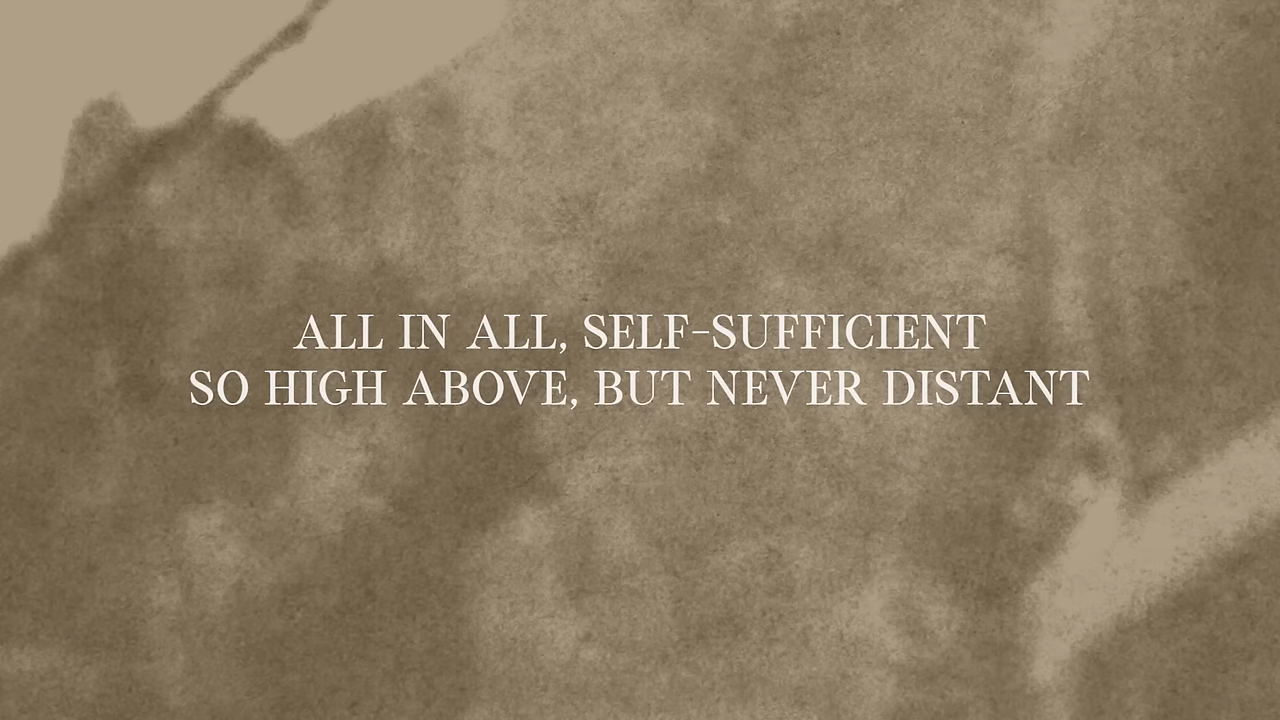 ALL IN ALL, SELF-SUFFICIENT
SO HIGH ABOVE, BUT NEVER DISTANT